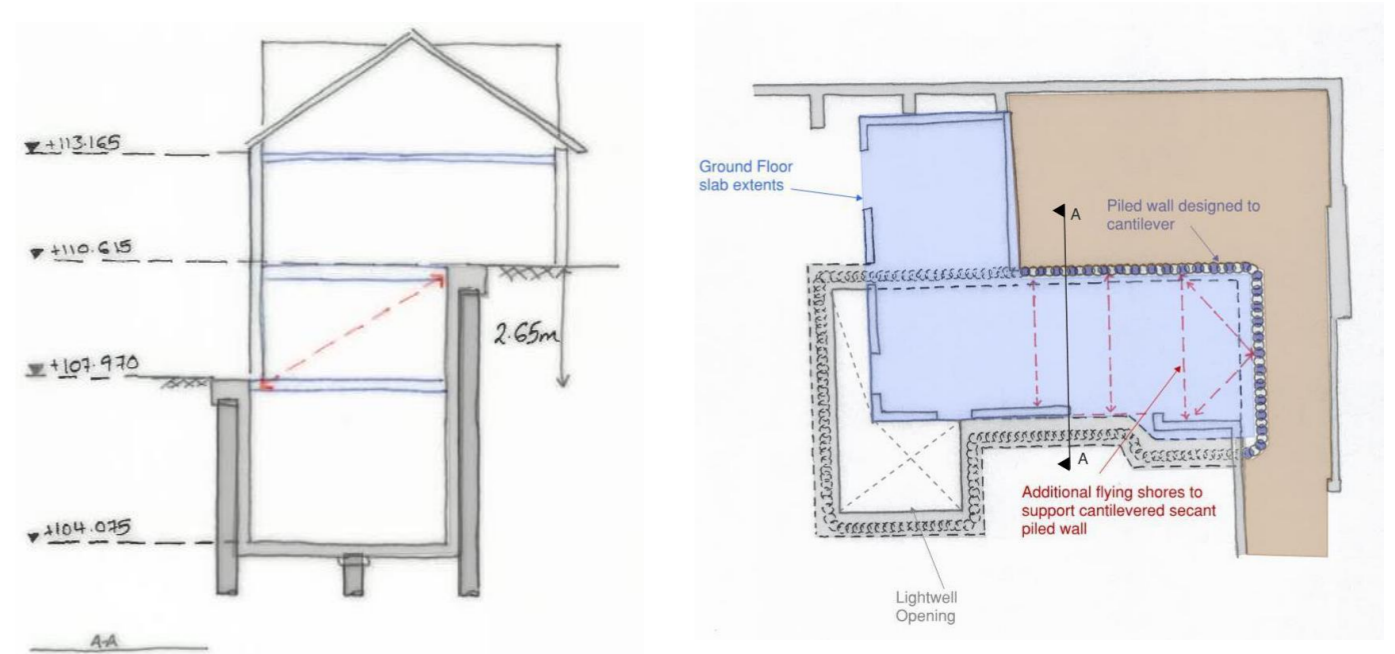 +113.165
+110.615
2.65m
+107.970
+104.075
A-A
Ground Floor
slab extents
A
Piled wall designed to
cantilever
A
Additional flying shores to
support cantilevered secant
piled wall
Lightwell
Opening